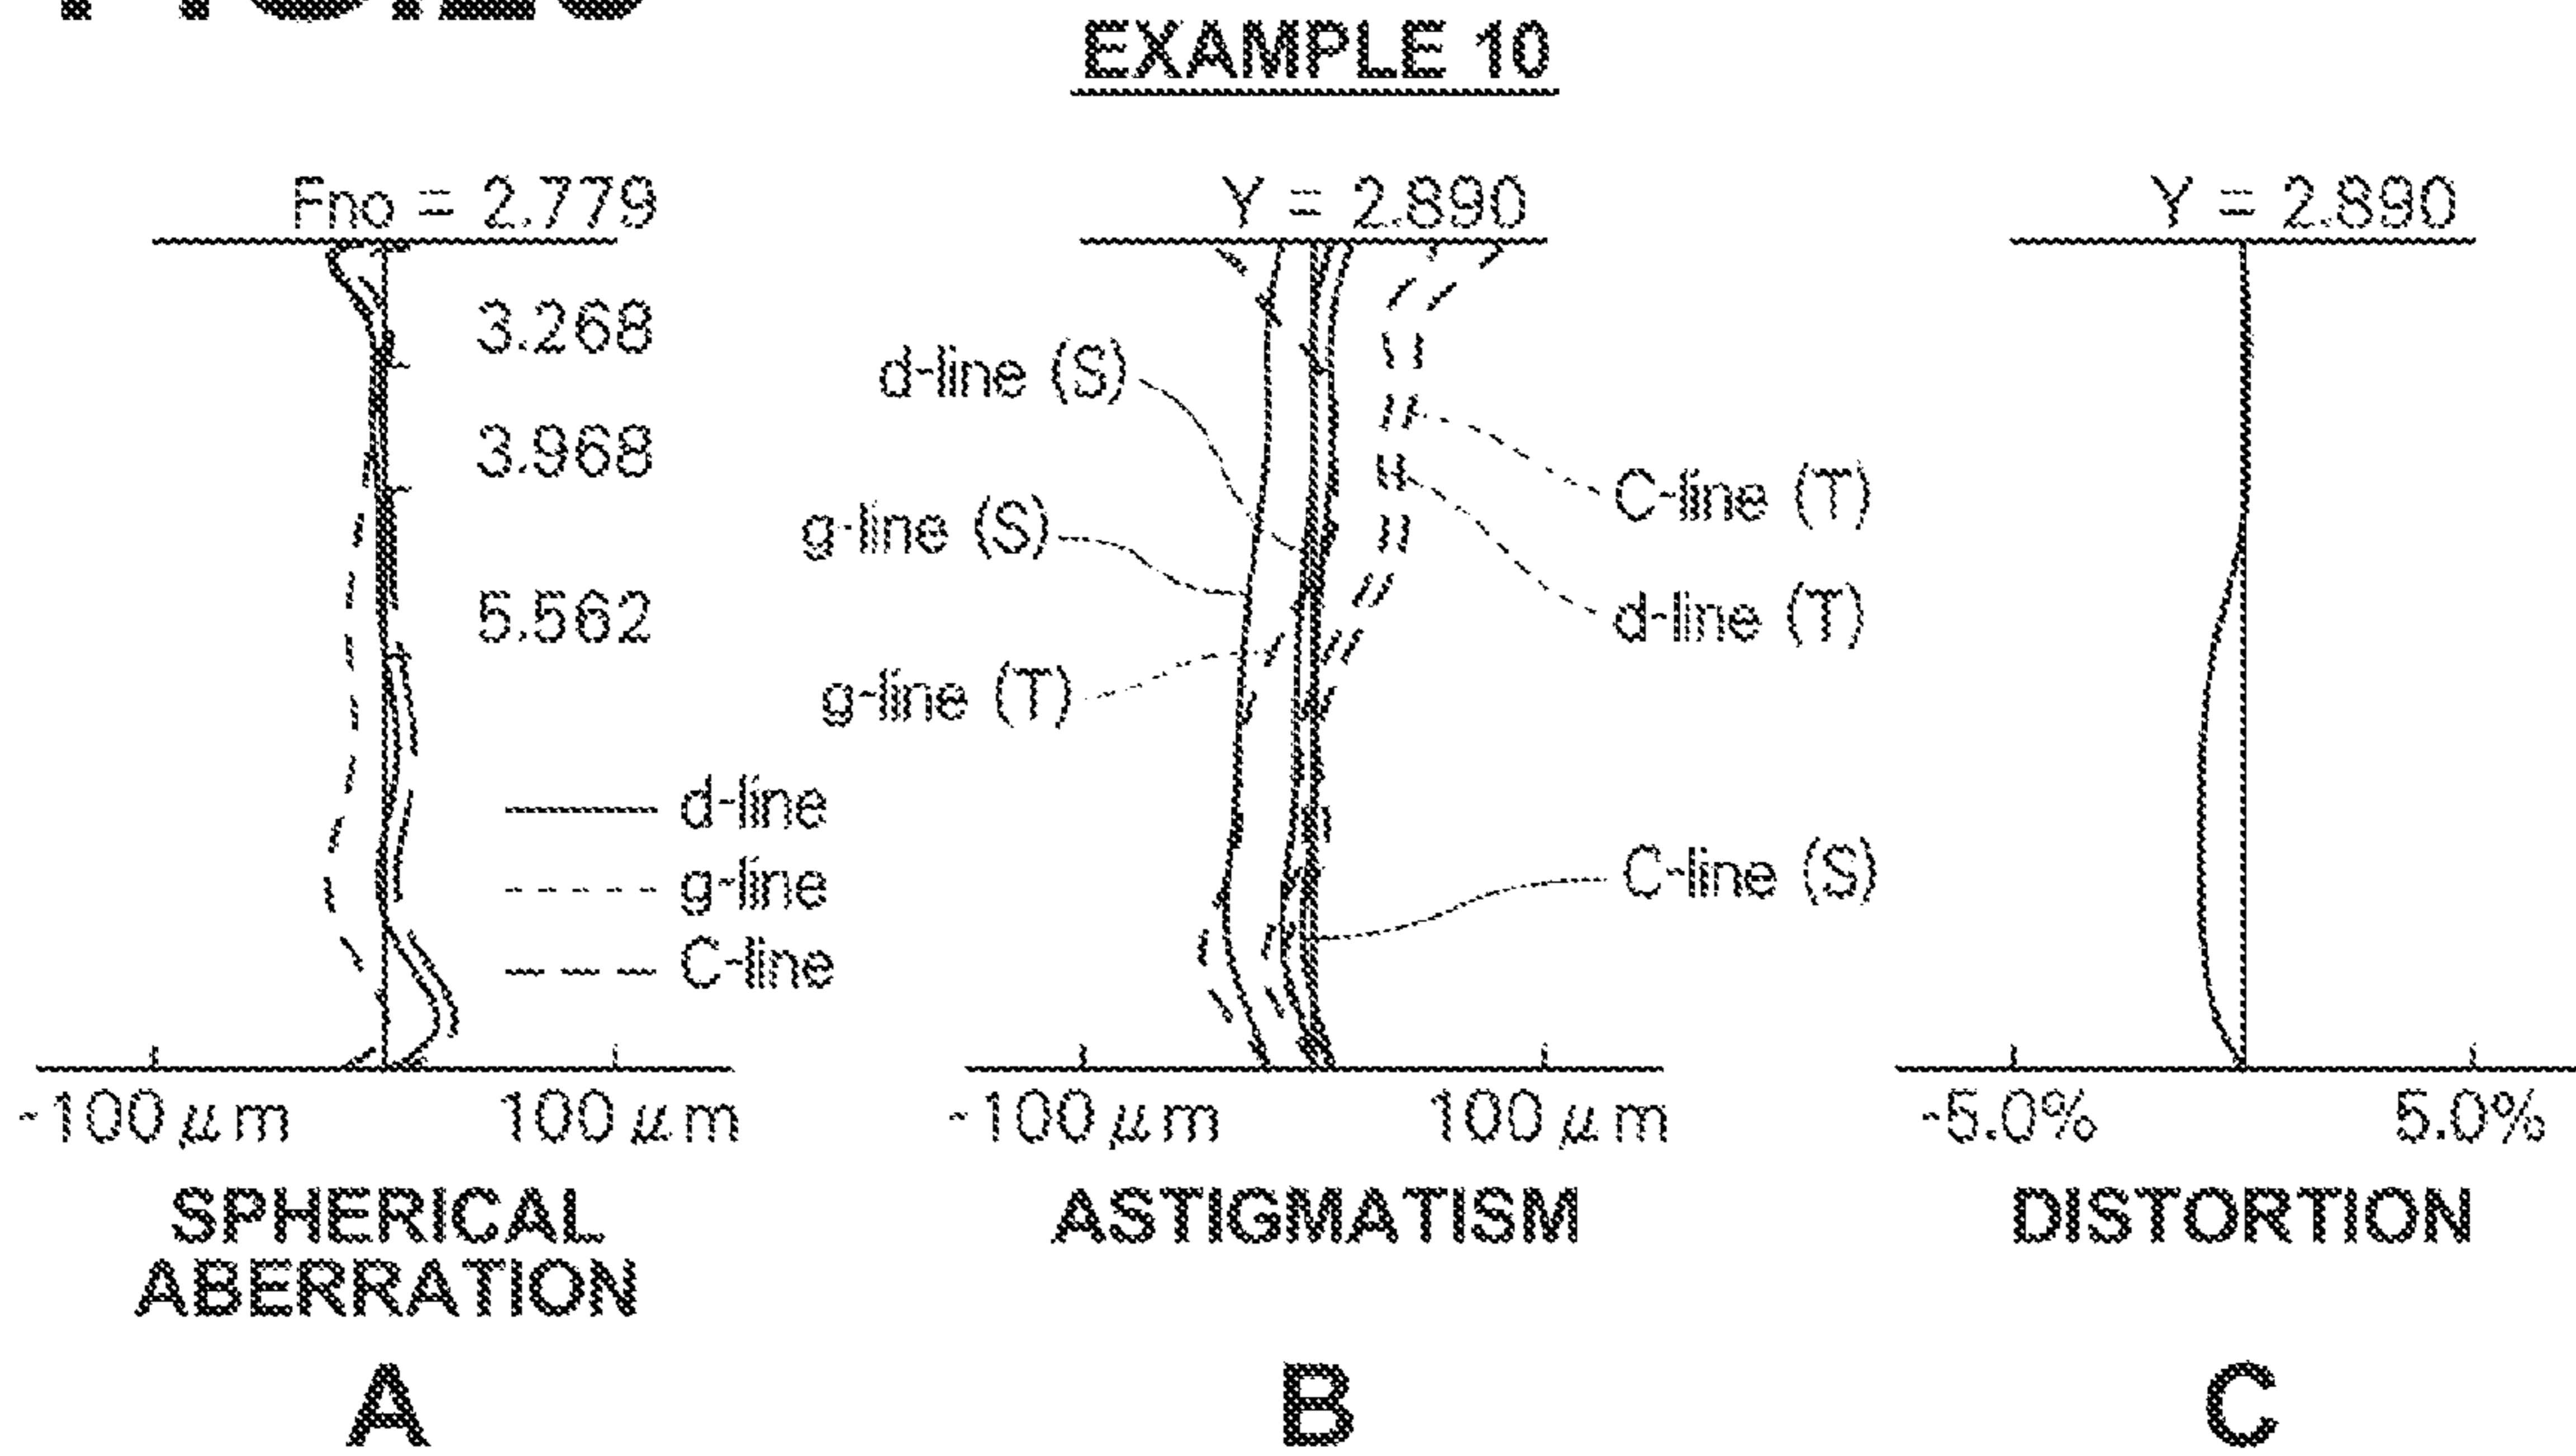 EXAMPLE 10
Fno = 2.779
3.268
3.968
5.562
d-line
g-line
C-line
-100 μm
100 μm
SPHERICAL
ABERRATION
A
Y = 2.890
d-line (S)
g-line (S)
g-line (T)
C-line (T)
d-line (T)
C-line (S)
-100 μm
100 μm
ASTIGMATISM
B
Y = 2.890
-5.0%
5.0%
DISTORTION
C